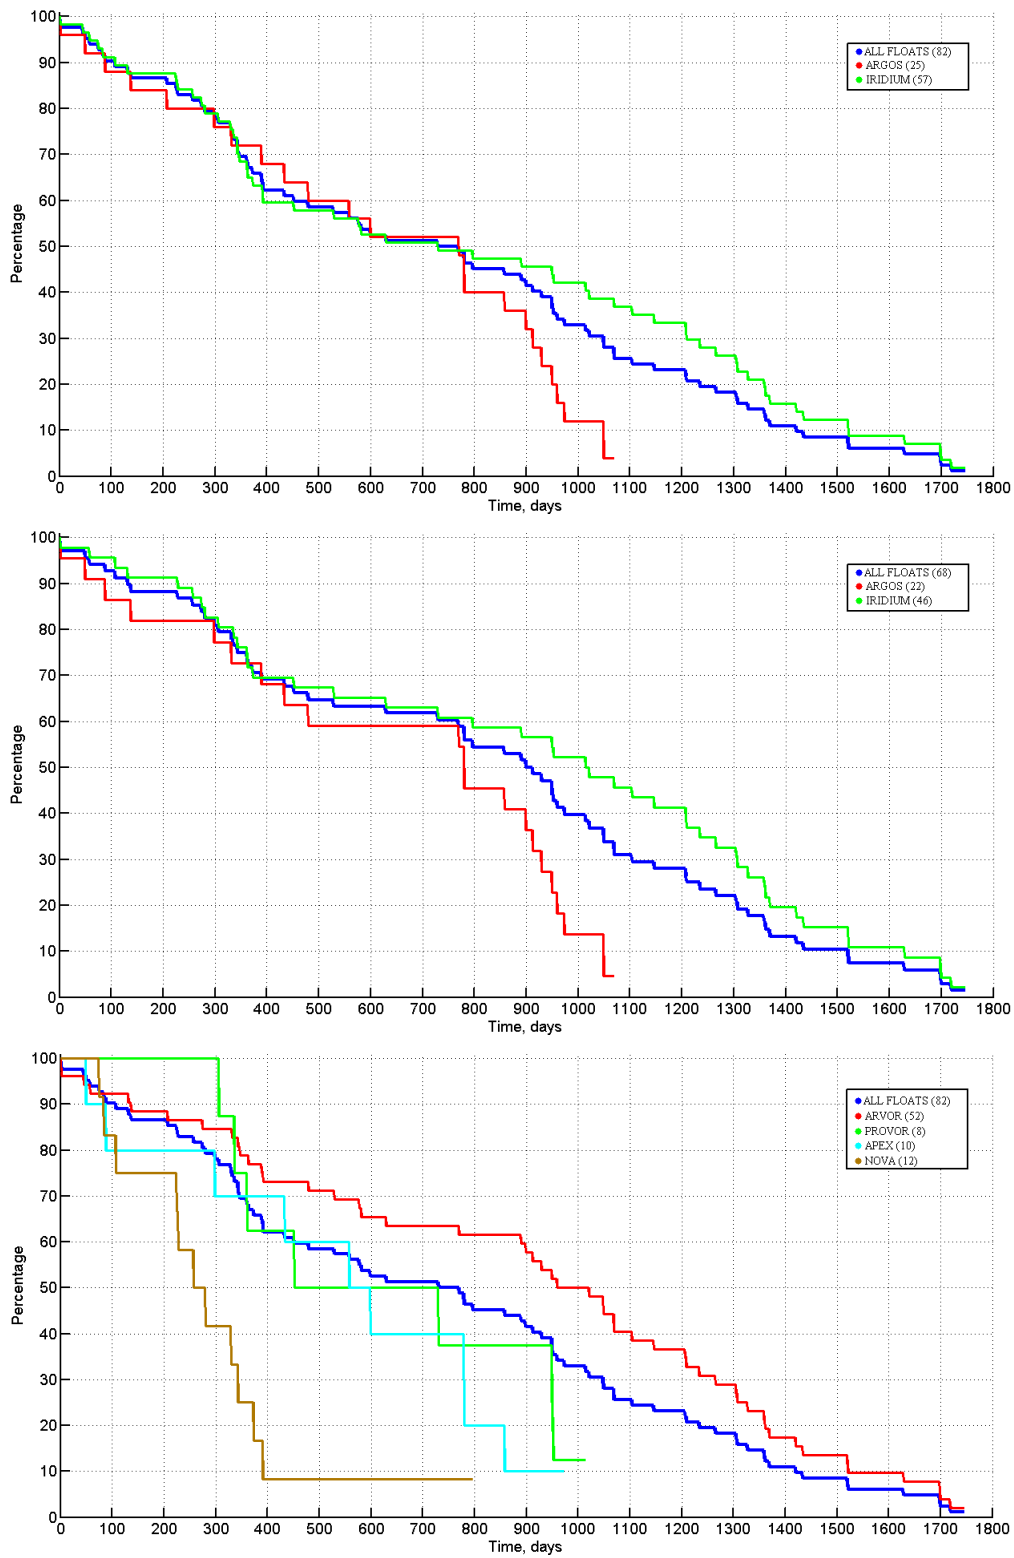 100
90
80
70
60
50
40
30
20
10
0
Percentage
ALL FLOATS (82)
ARGOS (25)
IRIDIUM (57)
0 100 200 300 400 500 600 700 800 900 1000 1100 1200 1300 1400 1500 1600 1700 1800
Time, days
100
90
80
70
60
50
40
30
20
10
0
Percentage
ALL FLOATS (68)
ARGOS (22)
IRIDIUM (46)
0 100 200 300 400 500 600 700 800 900 1000 1100 1200 1300 1400 1500 1600 1700 1800
Time, days
100
90
80
70
60
50
40
30
20
10
0
Percentage
ALL FLOATS (82)
ARVOR (52)
PROVOR (8)
APEX (10)
NOVA (12)
0 100 200 300 400 500 600 700 800 900 1000 1100 1200 1300 1400 1500 1600 1700 1800
Time, days